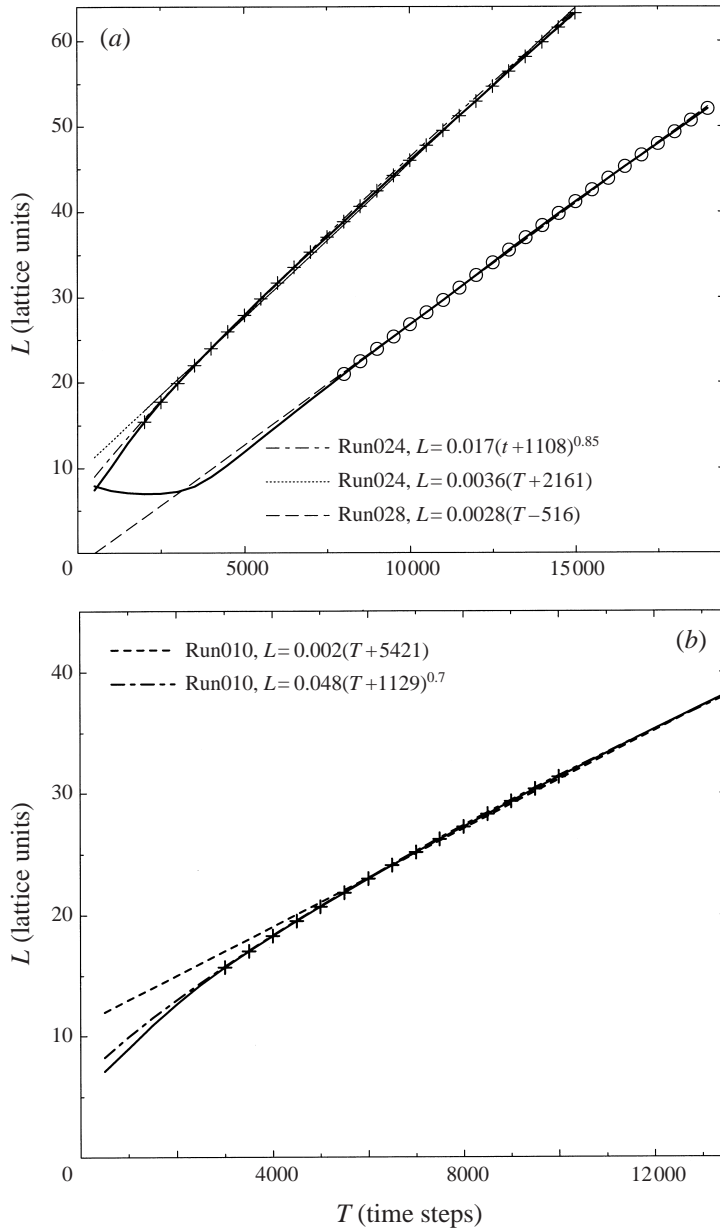 (a)
60
50
40
30
20
10
0
L (lattice units)
Run024, L = 0.017(t+1108)^0.85
Run024, L = 0.0036(T+2161)
Run028, L = 0.0028(T–516)
5000
10000
15000
(b)
Run010, L = 0.002(T+5421)
Run010, L = 0.048(T+1129)^0.7
40
30
20
10
0
L (lattice units)
4000
8000
12000
T (time steps)